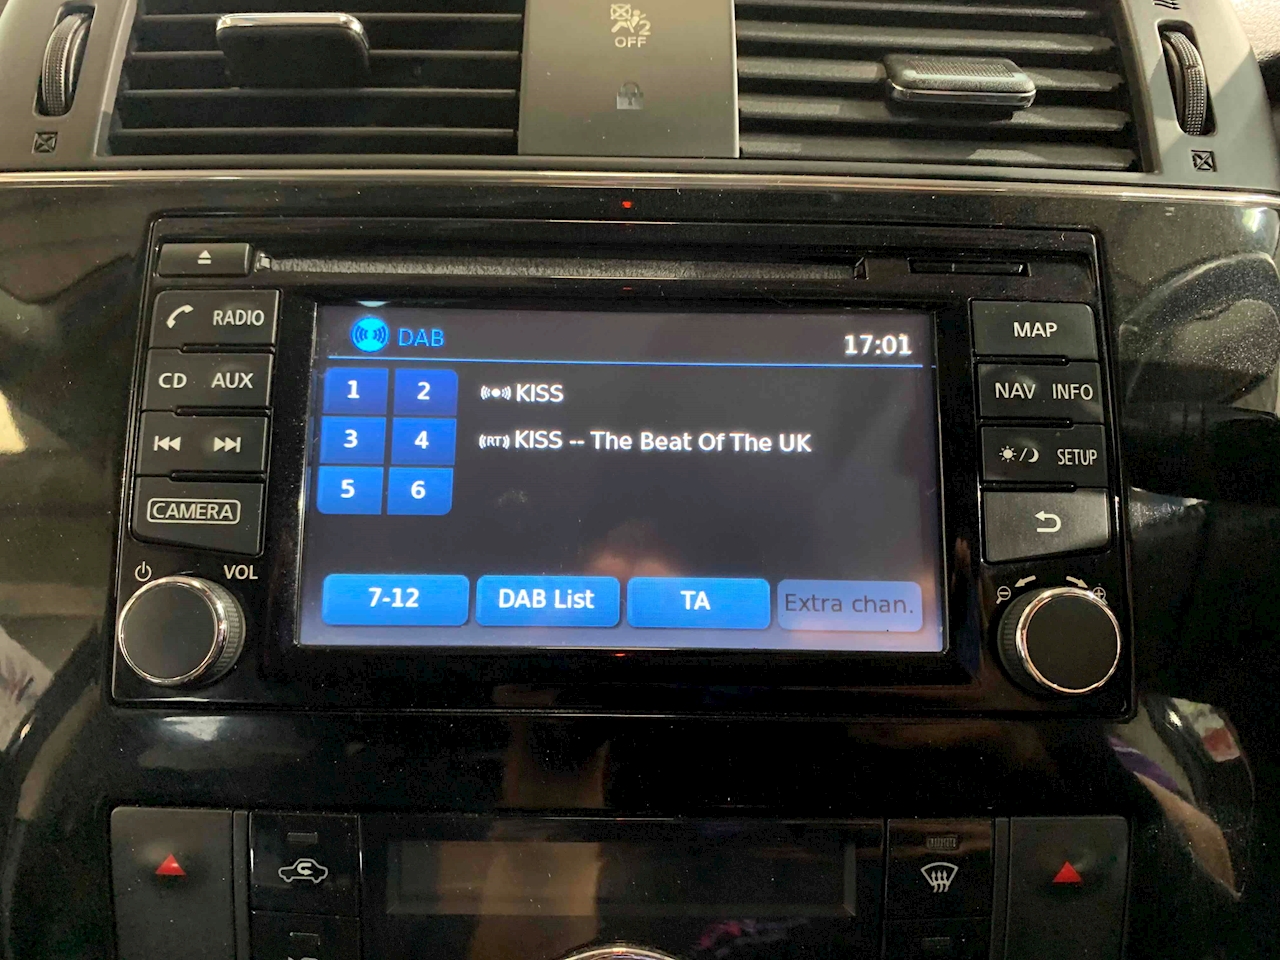 2
OFF
RADIO
CD AUX
CAMERA
VOL
DAB 17:01
1 2 KISS
3 4 (RT) KISS -- The Beat Of The UK
5 6
7-12 DAB List TA Extra chan.
MAP
NAV INFO
SETUP